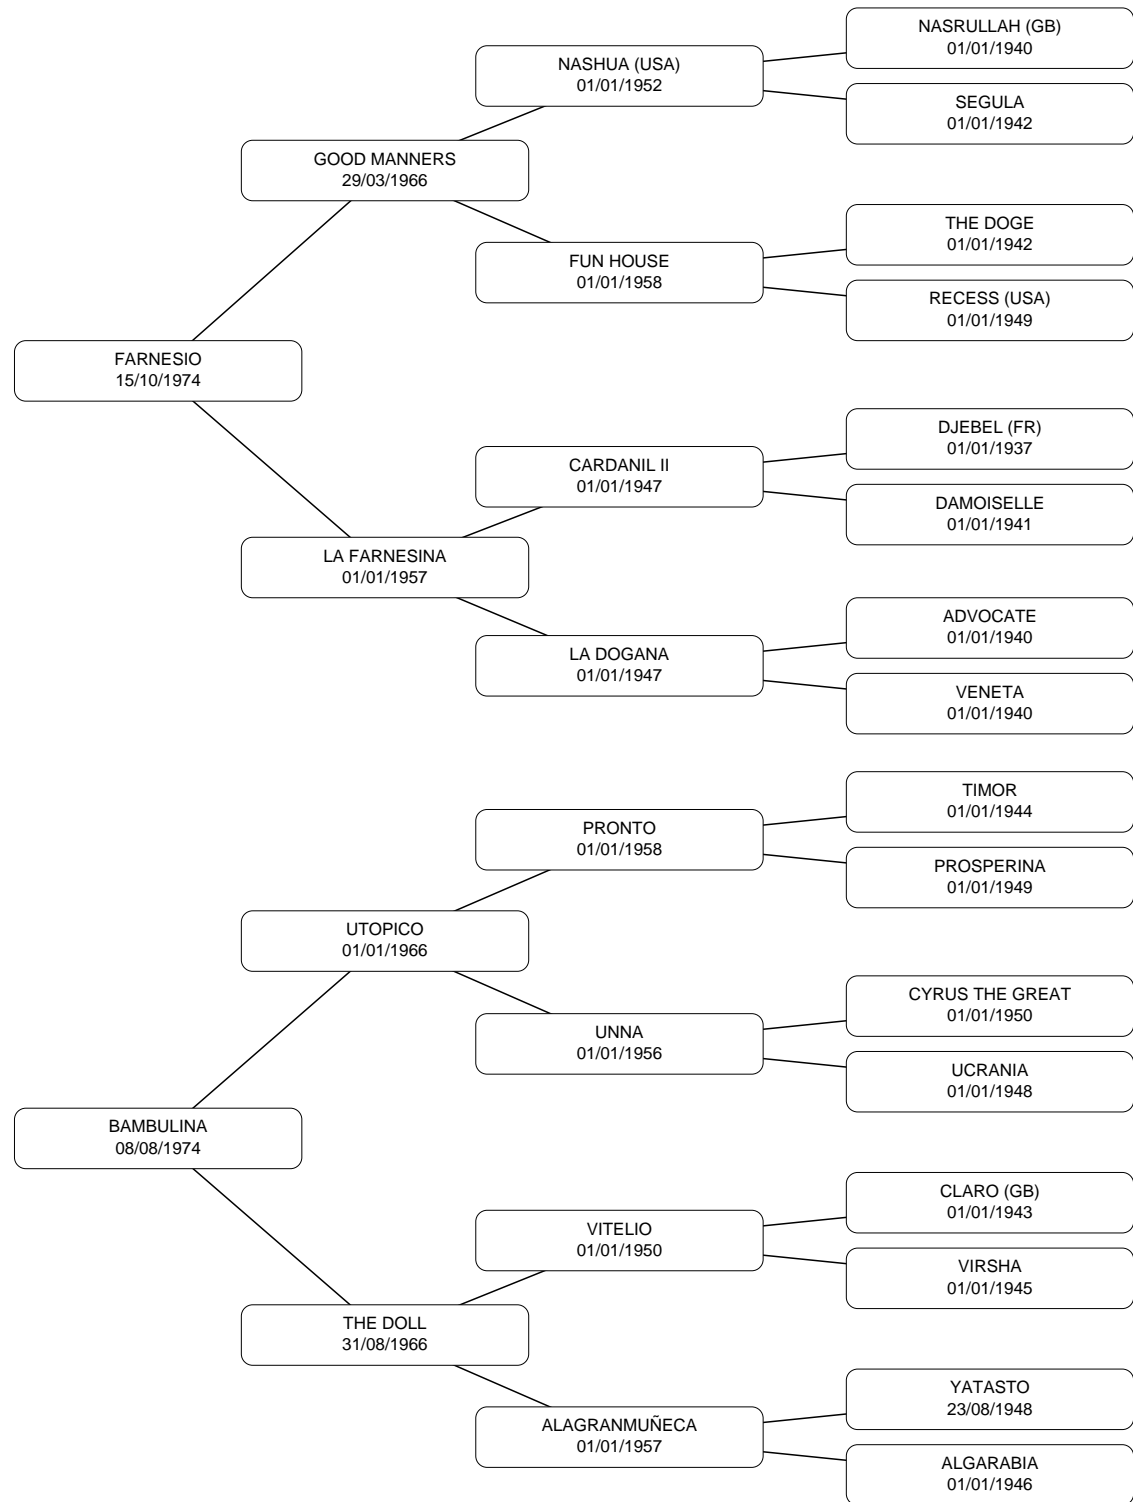 NASRULLAH (GB)
01/01/1940
NASHUA (USA)
01/01/1952
SEGULA
01/01/1942
GOOD MANNERS
29/03/1966
THE DOGE
01/01/1942
FUN HOUSE
01/01/1958
RECESS (USA)
01/01/1949
FARNESIO
15/10/1974
DJEBEL (FR)
01/01/1937
CARDANIL II
01/01/1947
DAMOISELLE
01/01/1941
LA FARNESINA
01/01/1957
ADVOCATE
01/01/1940
LA DOGANA
01/01/1947
VENETA
01/01/1940
TIMOR
01/01/1944
PRONTO
01/01/1958
PROSPERINA
01/01/1949
UTOPICO
01/01/1966
CYRUS THE GREAT
01/01/1950
UNNA
01/01/1956
UCRANIA
01/01/1948
BAMBULINA
08/08/1974
CLARO (GB)
01/01/1943
VITELIO
01/01/1950
VIRSHA
01/01/1945
THE DOLL
31/08/1966
YATASTO
23/08/1948
ALAGRANMUÑECA
01/01/1957
ALGARABIA
01/01/1946